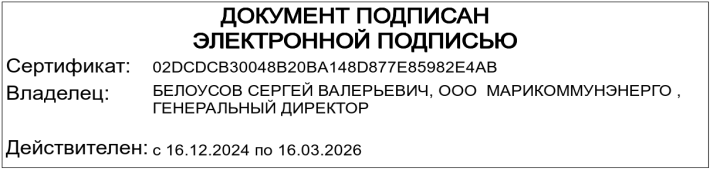 ДОКУМЕНТ ПОДПИСАН
ЭЛЕКТРОННОЙ ПОДПИСЬЮ
Сертификат: 02DCDCB30048B20BA148D877E85982E4AB
Владелец: БЕЛОУСОВ СЕРГЕЙ ВАЛЕРЬЕВИЧ, ООО МАРИКОММУНЭНЕРГО ,
ГЕНЕРАЛЬНЫЙ ДИРЕКТОР
Действителен: с 16.12.2024 по 16.03.2026